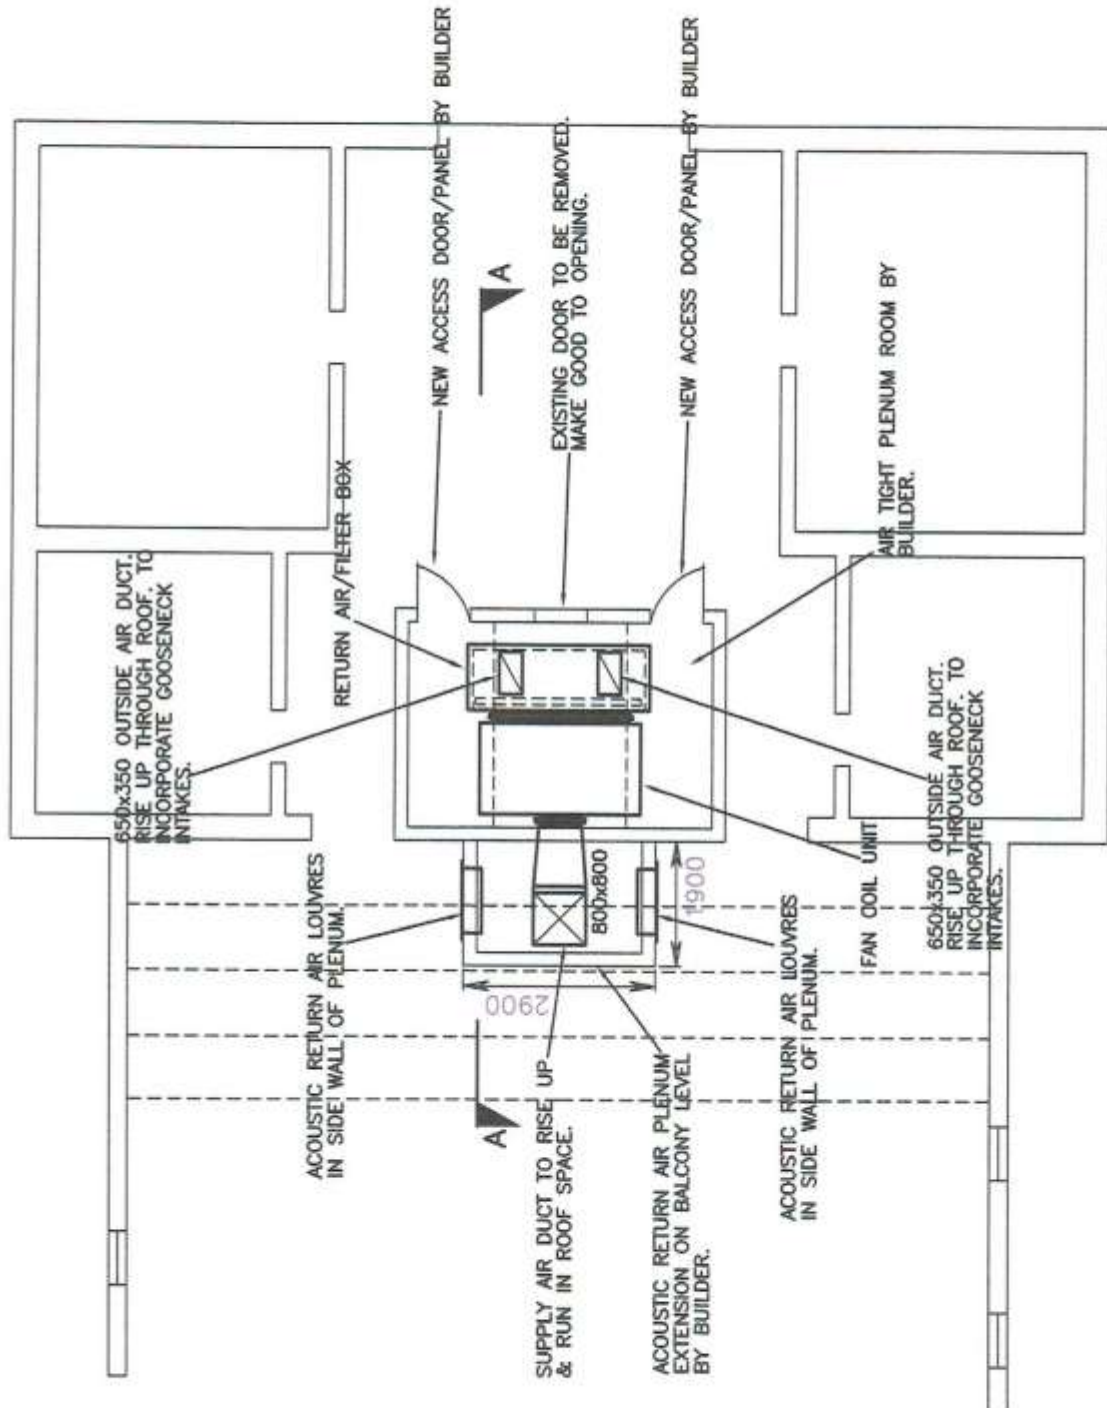 650x350 OUTSIDE AIR DUCT.
RISE UP THROUGH ROOF. TO
INCORPORATE GOOSENECK
INTAKES.
ACOUSTIC RETURN AIR LOUVRES
IN SIDE WALL OF PLENUM.
RETURN AIR/FILTER BOX
NEW ACCESS DOOR/PANEL BY BUILDER
A
A
2900
SUPPLY AIR DUCT TO RISE UP
& RUN IN ROOF SPACE.
800x800
EXISTING DOOR TO BE REMOVED.
MAKE GOOD TO OPENING.
ACOUSTIC RETURN AIR PLENUM
EXTENSION ON BALCONY LEVEL
BY BUILDER.
1900
NEW ACCESS DOOR/PANEL BY BUILDER
ACOUSTIC RETURN AIR LOUVRES
IN SIDE WALL OF PLENUM.
FAN COIL UNIT
AIR TIGHT PLENUM ROOM BY
BUILDER.
650x350 OUTSIDE AIR DUCT.
RISE UP THROUGH ROOF. TO
INCORPORATE GOOSENECK
INTAKES.